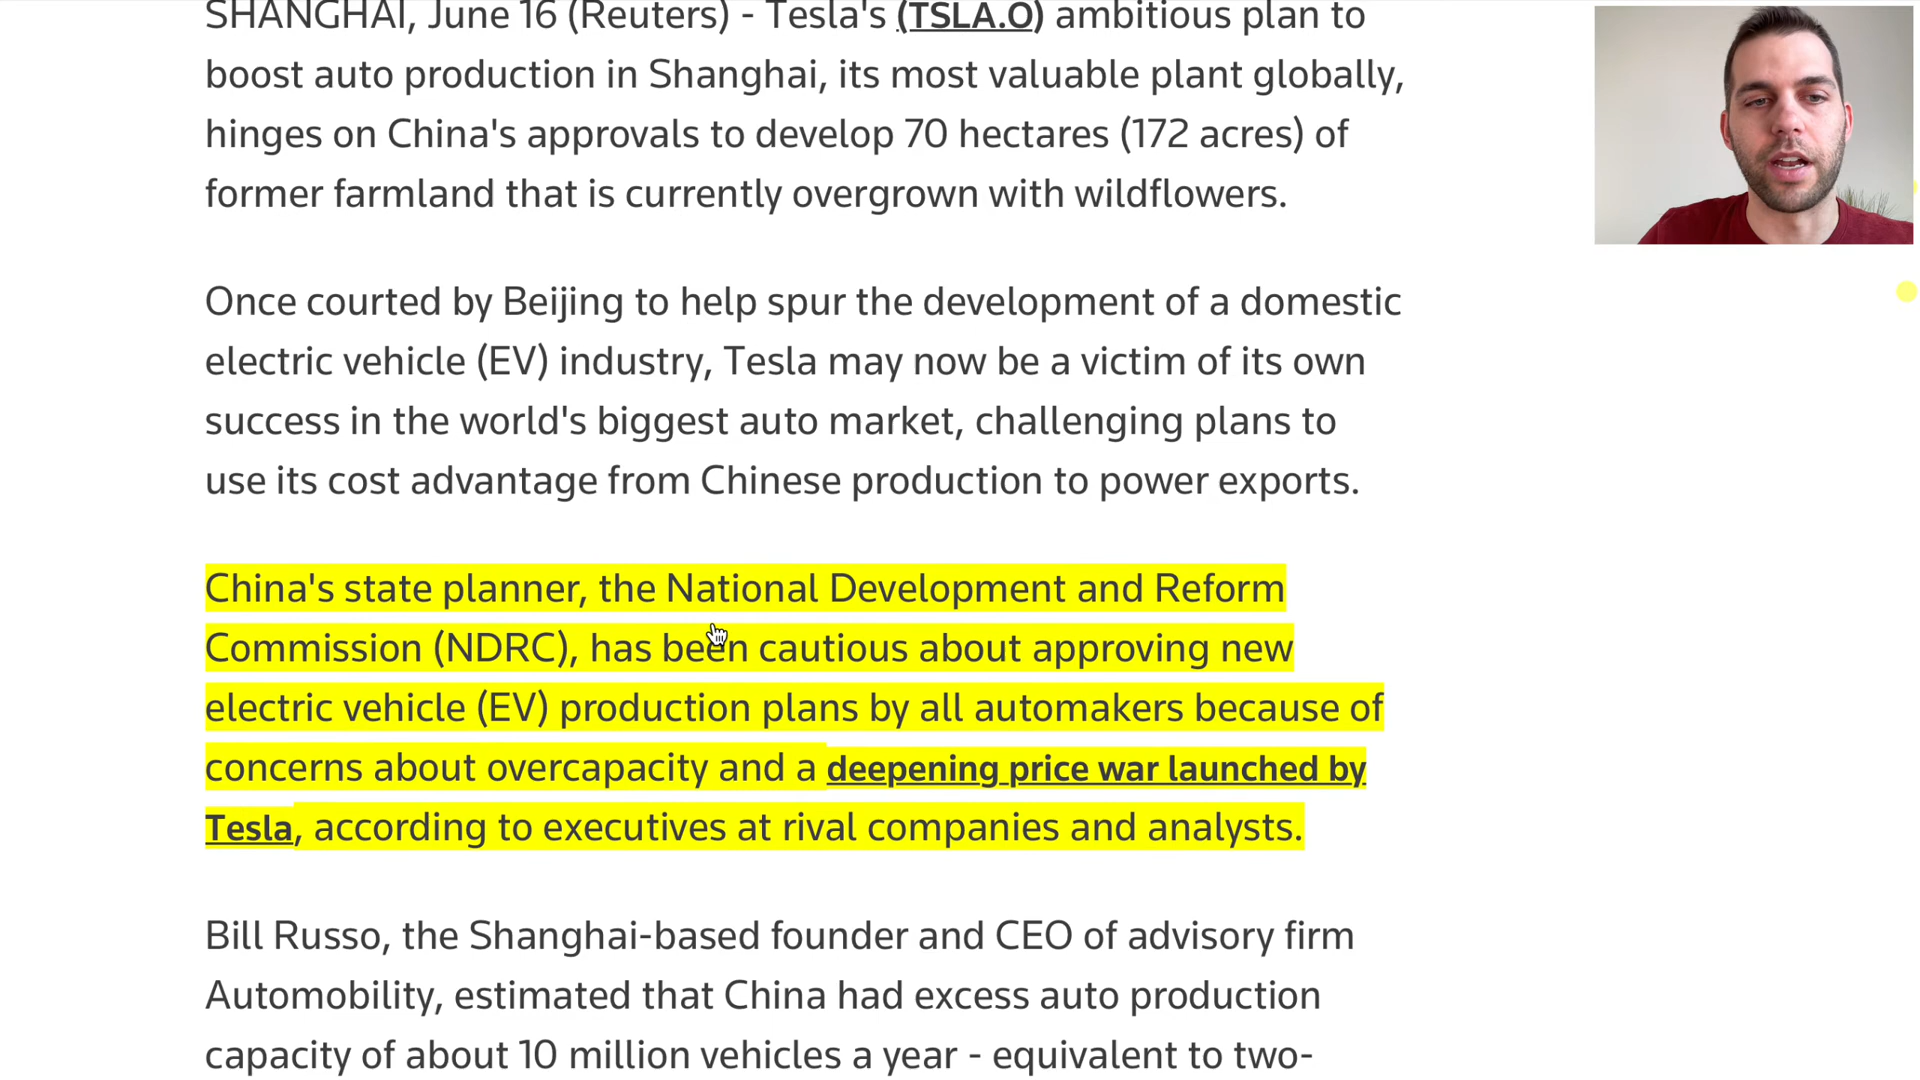 SHANGHAI, June 16 (Reuters) - Tesla's (TSLA.O) ambitious plan to
boost auto production in Shanghai, its most valuable plant globally,
hinges on China's approvals to develop 70 hectares (172 acres) of
former farmland that is currently overgrown with wildflowers.
Once courted by Beijing to help spur the development of a domestic
electric vehicle (EV) industry, Tesla may now be a victim of its own
success in the world's biggest auto market, challenging plans to
use its cost advantage from Chinese production to power exports.
China's state planner, the National Development and Reform
Commission (NDRC), has been cautious about approving new
electric vehicle (EV) production plans by all automakers because of
concerns about overcapacity and a deepening price war launched by
Tesla, according to executives at rival companies and analysts.
Bill Russo, the Shanghai-based founder and CEO of advisory firm
Automobility, estimated that China had excess auto production
capacity of about 10 million vehicles a year - equivalent to two-